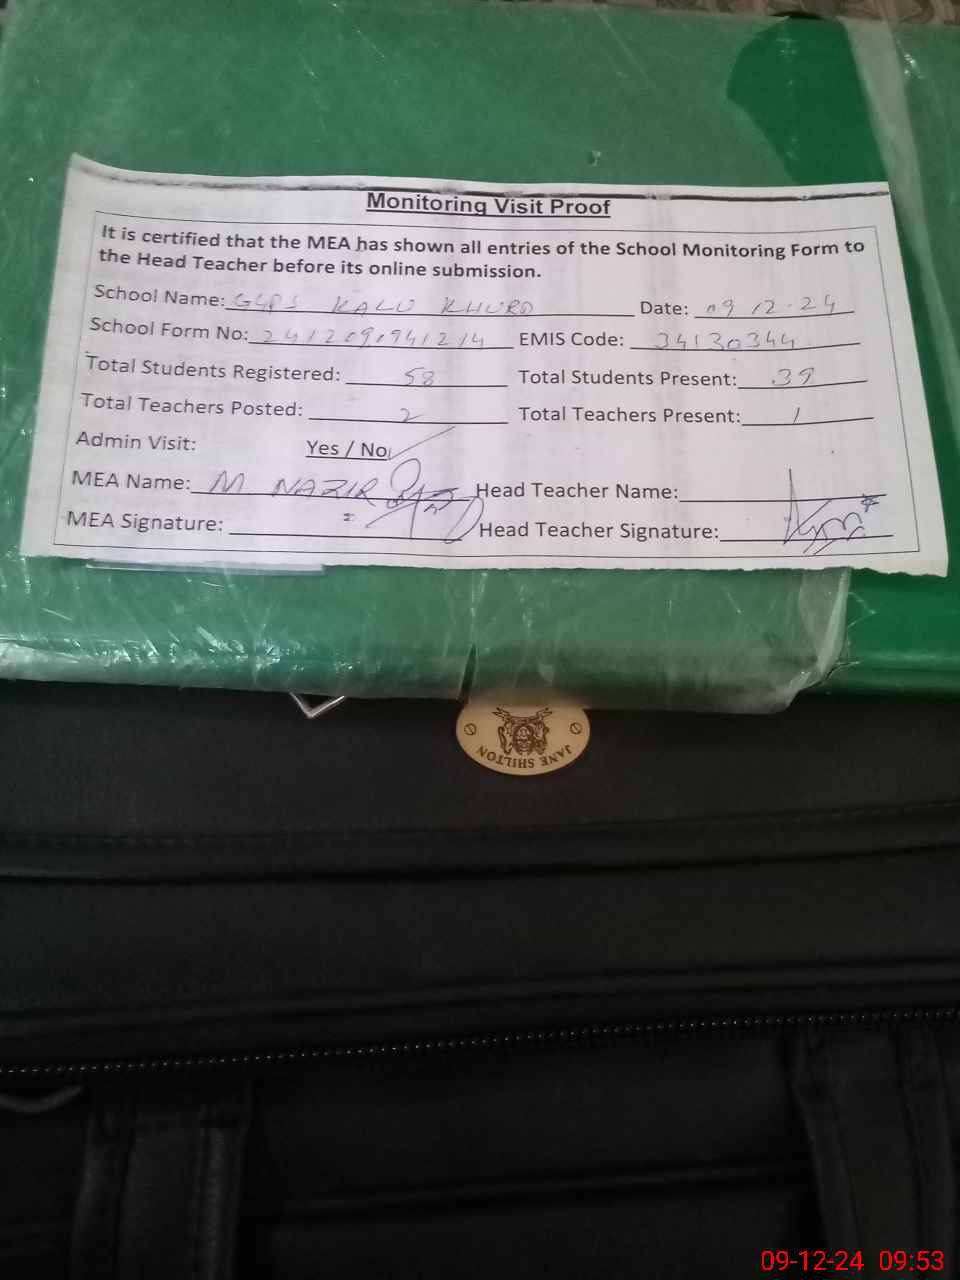 Monitoring Visit Proof
It is certified that the MEA has shown all entries of the School Monitoring Form to
the Head Teacher before its online submission.
School Name: GLPS KALU KHURD Date: 09 12-24
School Form No: EMIS Code: 34130344
Total Students Registered: 58 Total Students Present: 39
Total Teachers Posted: 2 Total Teachers Present: 1
Admin Visit: Yes / No
MEA Name: M NAZIR Head Teacher Name:
MEA Signature: Head Teacher Signature:
JANE SHILTON
09-12-24 09:53